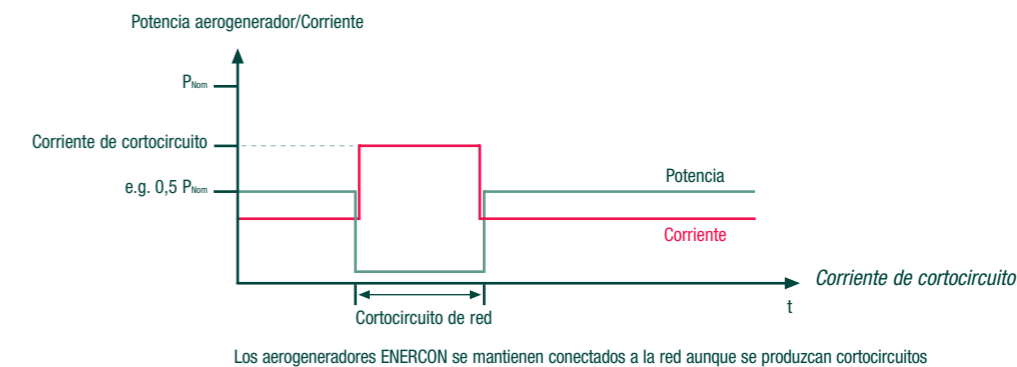 Potencia aerogenerador/Corriente
PNom
Corriente de cortocircuito
e.g. 0,5 PNom
Potencia
Corriente
Corriente de cortocircuito
t
Cortocircuito de red
Los aerogeneradores ENERCON se mantienen conectados a la red aunque se produzcan cortocircuitos